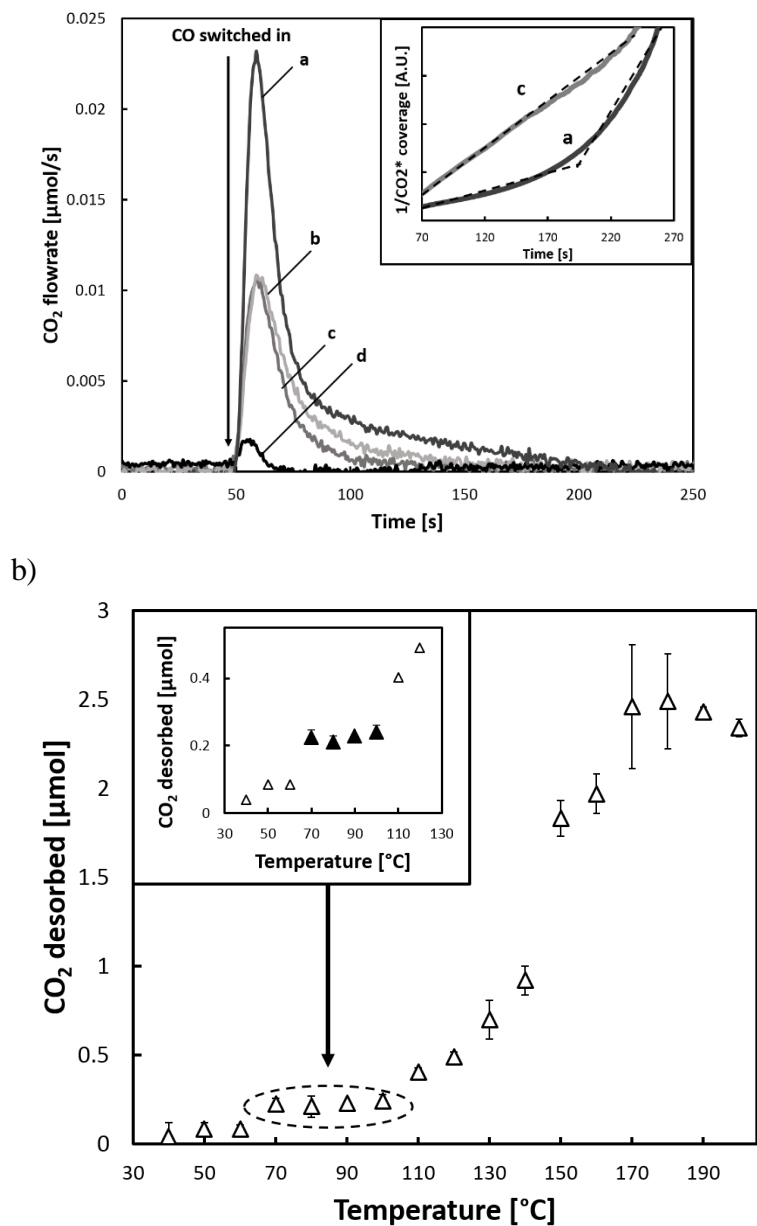 0.025
0.02
0.015
0.01
0.005
0
CO₂ flowrate [µmol/s]
0 50 100 150 200 250
Time [s]
CO switched in
a
b
c
d
1/CO2* coverage [A.U.]
c
a
70 120 170 220 270
Time [s]
b)
3
2.5
2
1.5
1
0.5
0
CO₂ desorbed [µmol]
30 50 70 90 110 130 150 170 190
Temperature [°C]
CO₂ desorbed [µmol]
0.4
0.2
0
30 50 70 90 110 130
Temperature [°C]